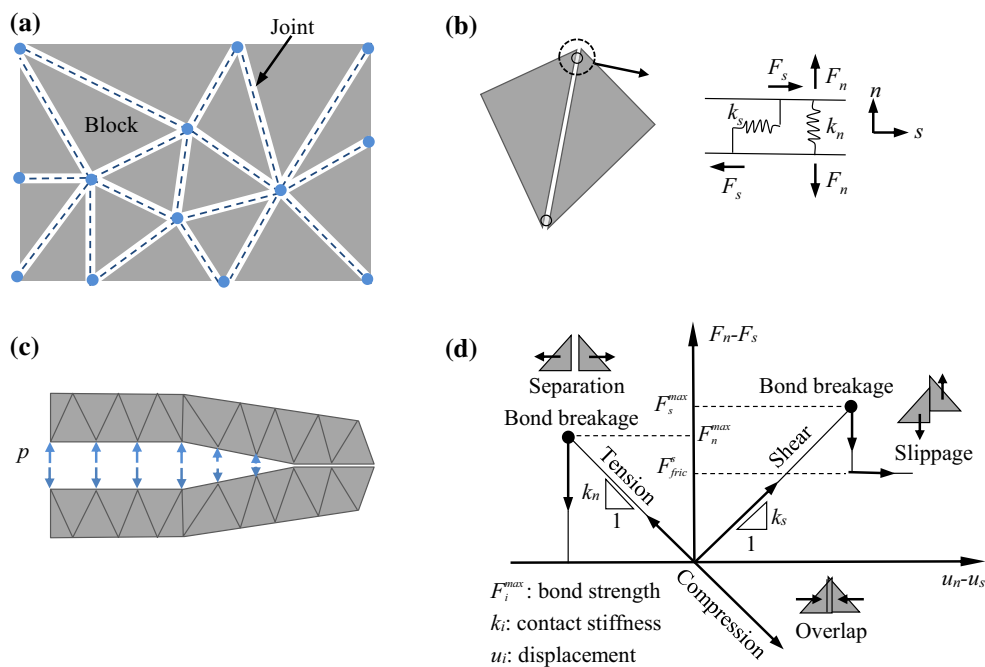 (a)
Joint
Block
(b)
F_s
F_n
k_s
k_n
n
s
F_s
F_n
(c)
p
(d)
F_n-F_s
Separation
Bond breakage
Bond breakage
F_s^{max}
F_n^{max}
F_{fric}^{s}
Slippage
Tension
Shear
k_n
1
k_s
1
u_n-u_s
Compression
Overlap
F_i^{max}: bond strength
k_i: contact stiffness
u_i: displacement